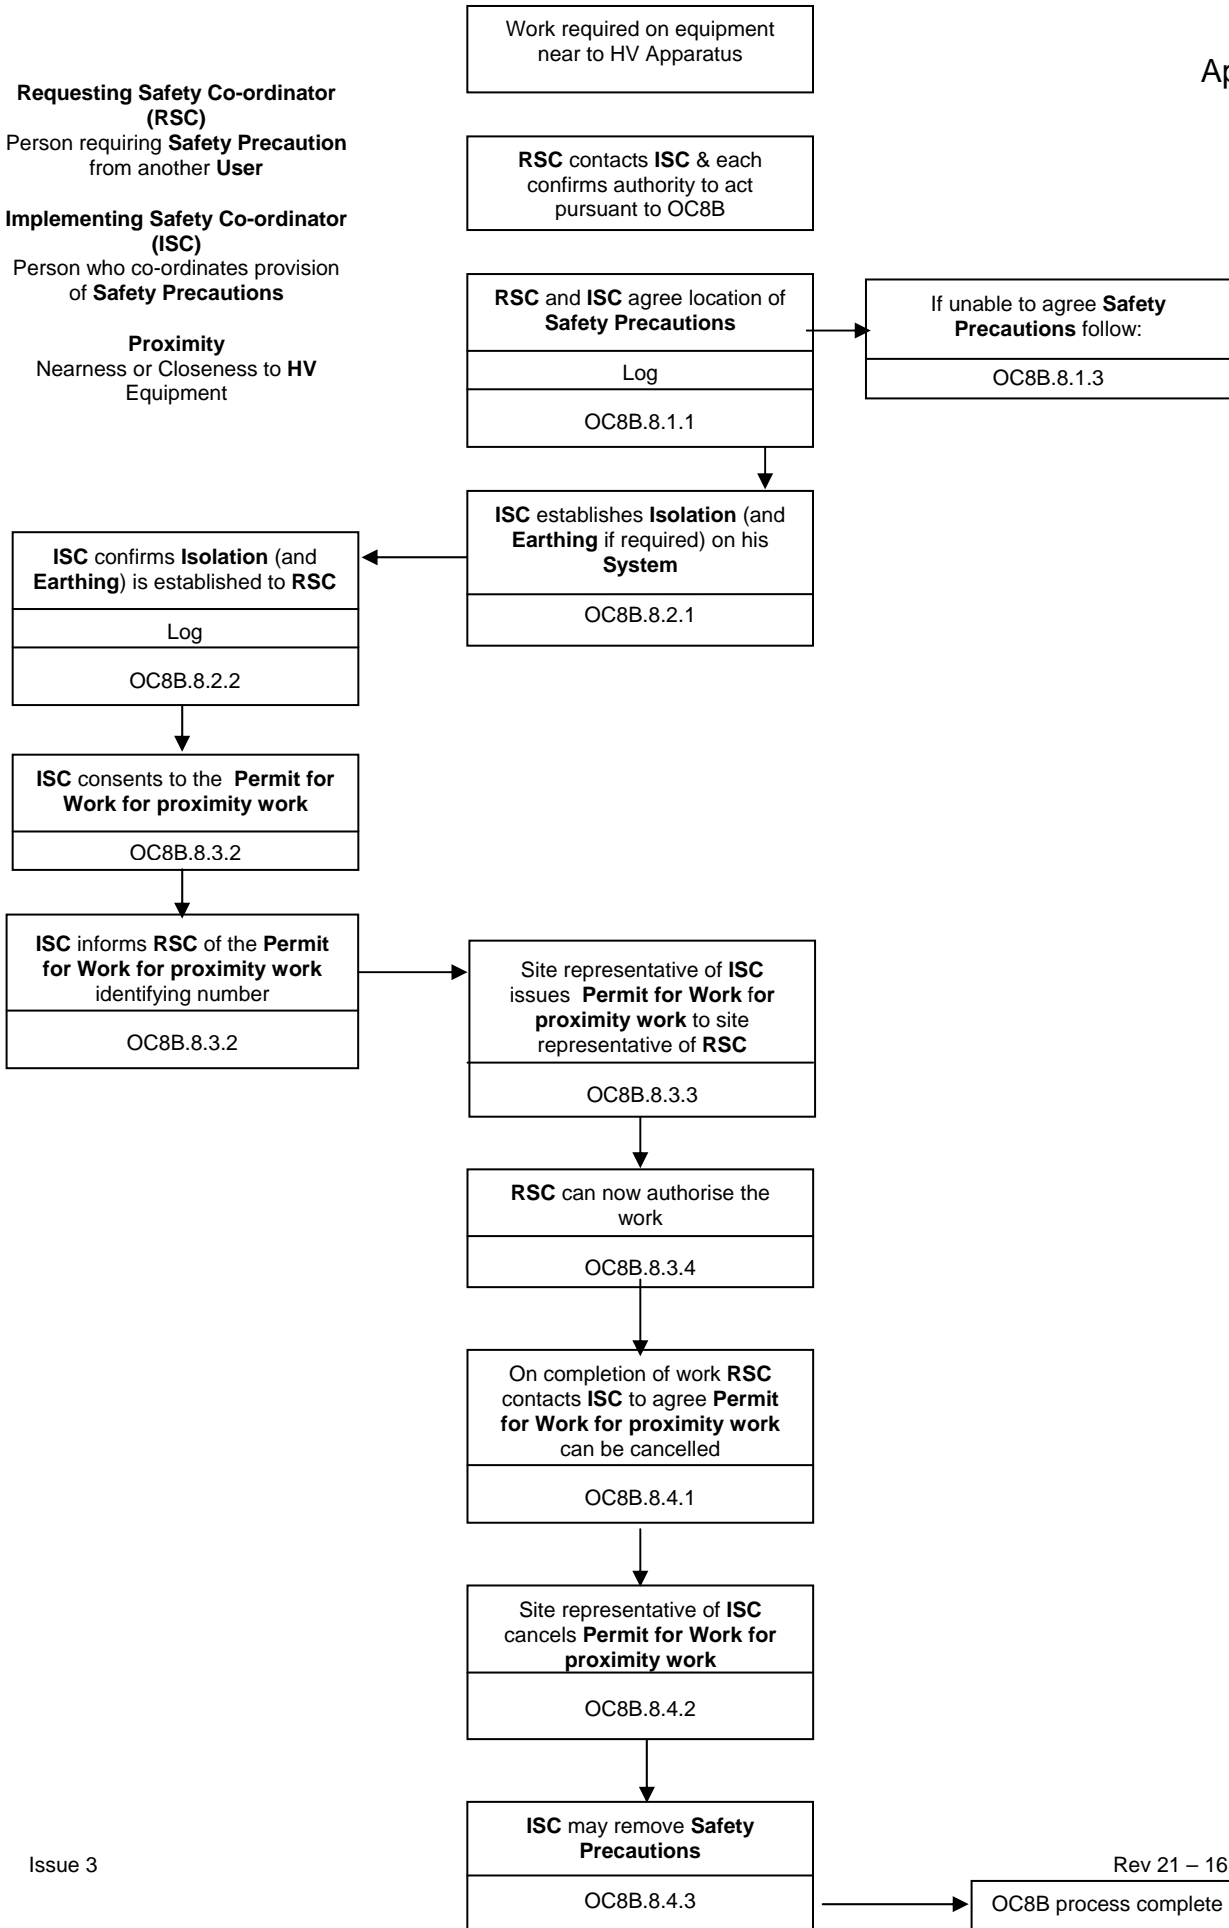 Work required on equipment
near to HV Apparatus
Ap
Requesting Safety Co-ordinator
(RSC)
Person requiring Safety Precaution
from another User
Implementing Safety Co-ordinator
(ISC)
Person who co-ordinates provision
of Safety Precautions
Proximity
Nearness or Closeness to HV
Equipment
RSC contacts ISC & each
confirms authority to act
pursuant to OC8B
RSC and ISC agree location of
Safety Precautions
Log
OC8B.8.1.1
If unable to agree Safety
Precautions follow:
OC8B.8.1.3
ISC establishes Isolation (and
Earthing if required) on his
System
OC8B.8.2.1
ISC confirms Isolation (and
Earthing) is established to RSC
Log
OC8B.8.2.2
ISC consents to the Permit for
Work for proximity work
OC8B.8.3.2
ISC informs RSC of the Permit
for Work for proximity work
identifying number
OC8B.8.3.2
Site representative of ISC
issues Permit for Work for
proximity work to site
representative of RSC
OC8B.8.3.3
RSC can now authorise the
work
OC8B.8.3.4
On completion of work RSC
contacts ISC to agree Permit
for Work for proximity work
can be cancelled
OC8B.8.4.1
Site representative of ISC
cancels Permit for Work for
proximity work
OC8B.8.4.2
ISC may remove Safety
Precautions
OC8B.8.4.3
OC8B process complete
Issue 3
Rev 21 – 16